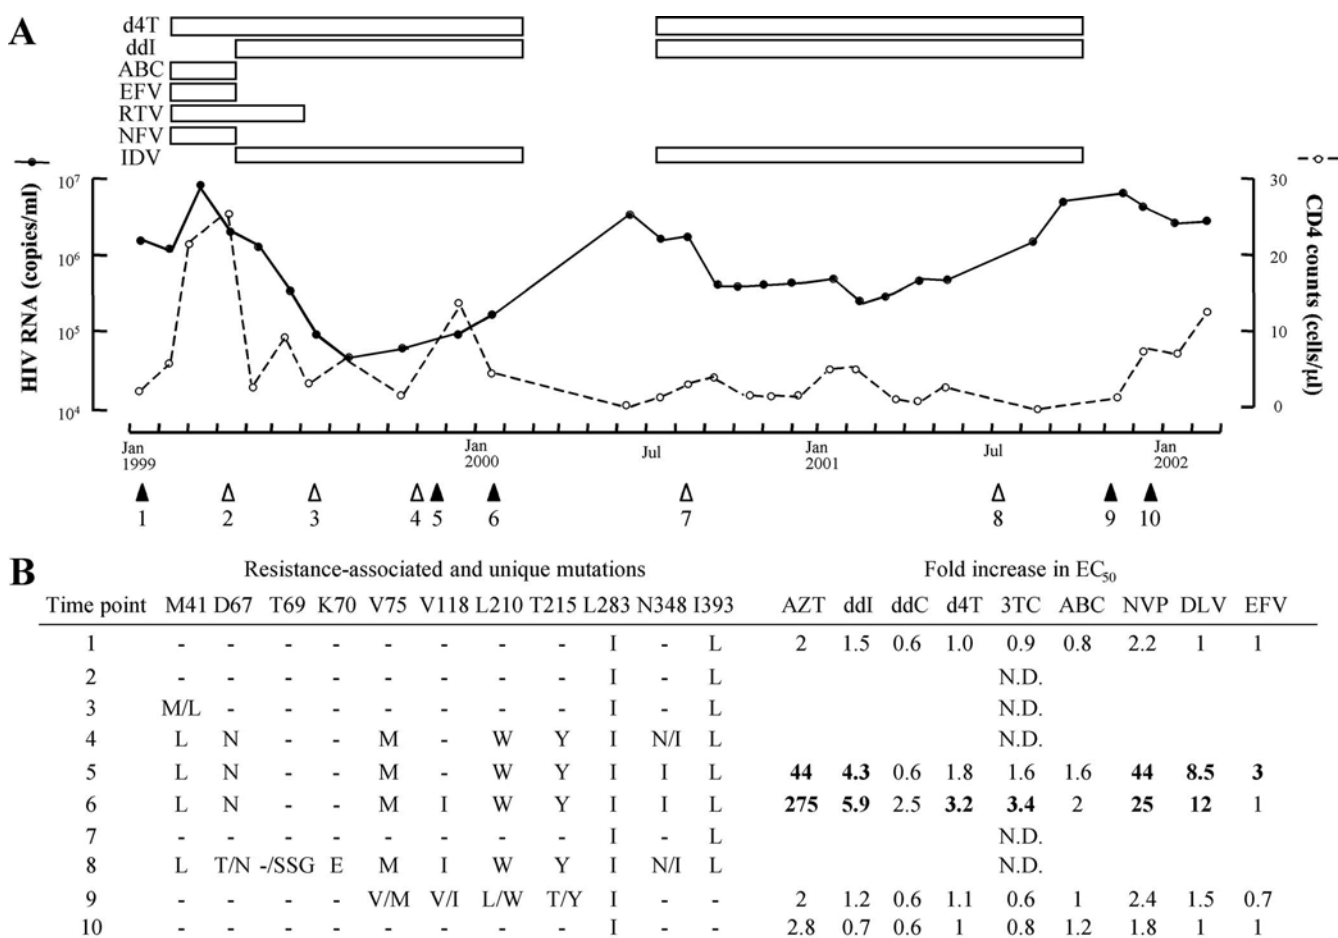 A
d4T
ddI
ABC
EFV
RTV
NFV
IDV
HIV RNA (copies/ml)
10⁷
10⁶
10⁵
10⁴
30
20
10
0
CD4 counts (cells/µl)
Jan 1999
Jan 2000
Jul
Jan 2001
Jul
Jan 2002
1 2 3 4 5 6 7 8 9 10
B
Resistance-associated and unique mutations Fold increase in EC₅₀
Time point M41 D67 T69 K70 V75 V118 L210 T215 L283 N348 I393 AZT ddI ddC d4T 3TC ABC NVP DLV EFV
1 - - - - - - - - I - L 2 1.5 0.6 1.0 0.9 0.8 2.2 1 1
2 - - - - - - - - I - L N.D.
3 M/L - - - - - - - I - L N.D.
4 L N - - M - W Y I N/I L N.D.
5 L N - - M - W Y I I L 44 4.3 0.6 1.8 1.6 1.6 44 8.5 3
6 L N - - M I W Y I I L 275 5.9 2.5 3.2 3.4 2 25 12 1
7 - - - - - - - - I - L N.D.
8 L T/N -/SSG E M I W Y I N/I L N.D.
9 - - - - V/M V/I L/W T/Y I - - 2 1.2 0.6 1.1 0.6 1 2.4 1.5 0.7
10 - - - - - - - - I - - 2.8 0.7 0.6 1 0.8 1.2 1.8 1 1